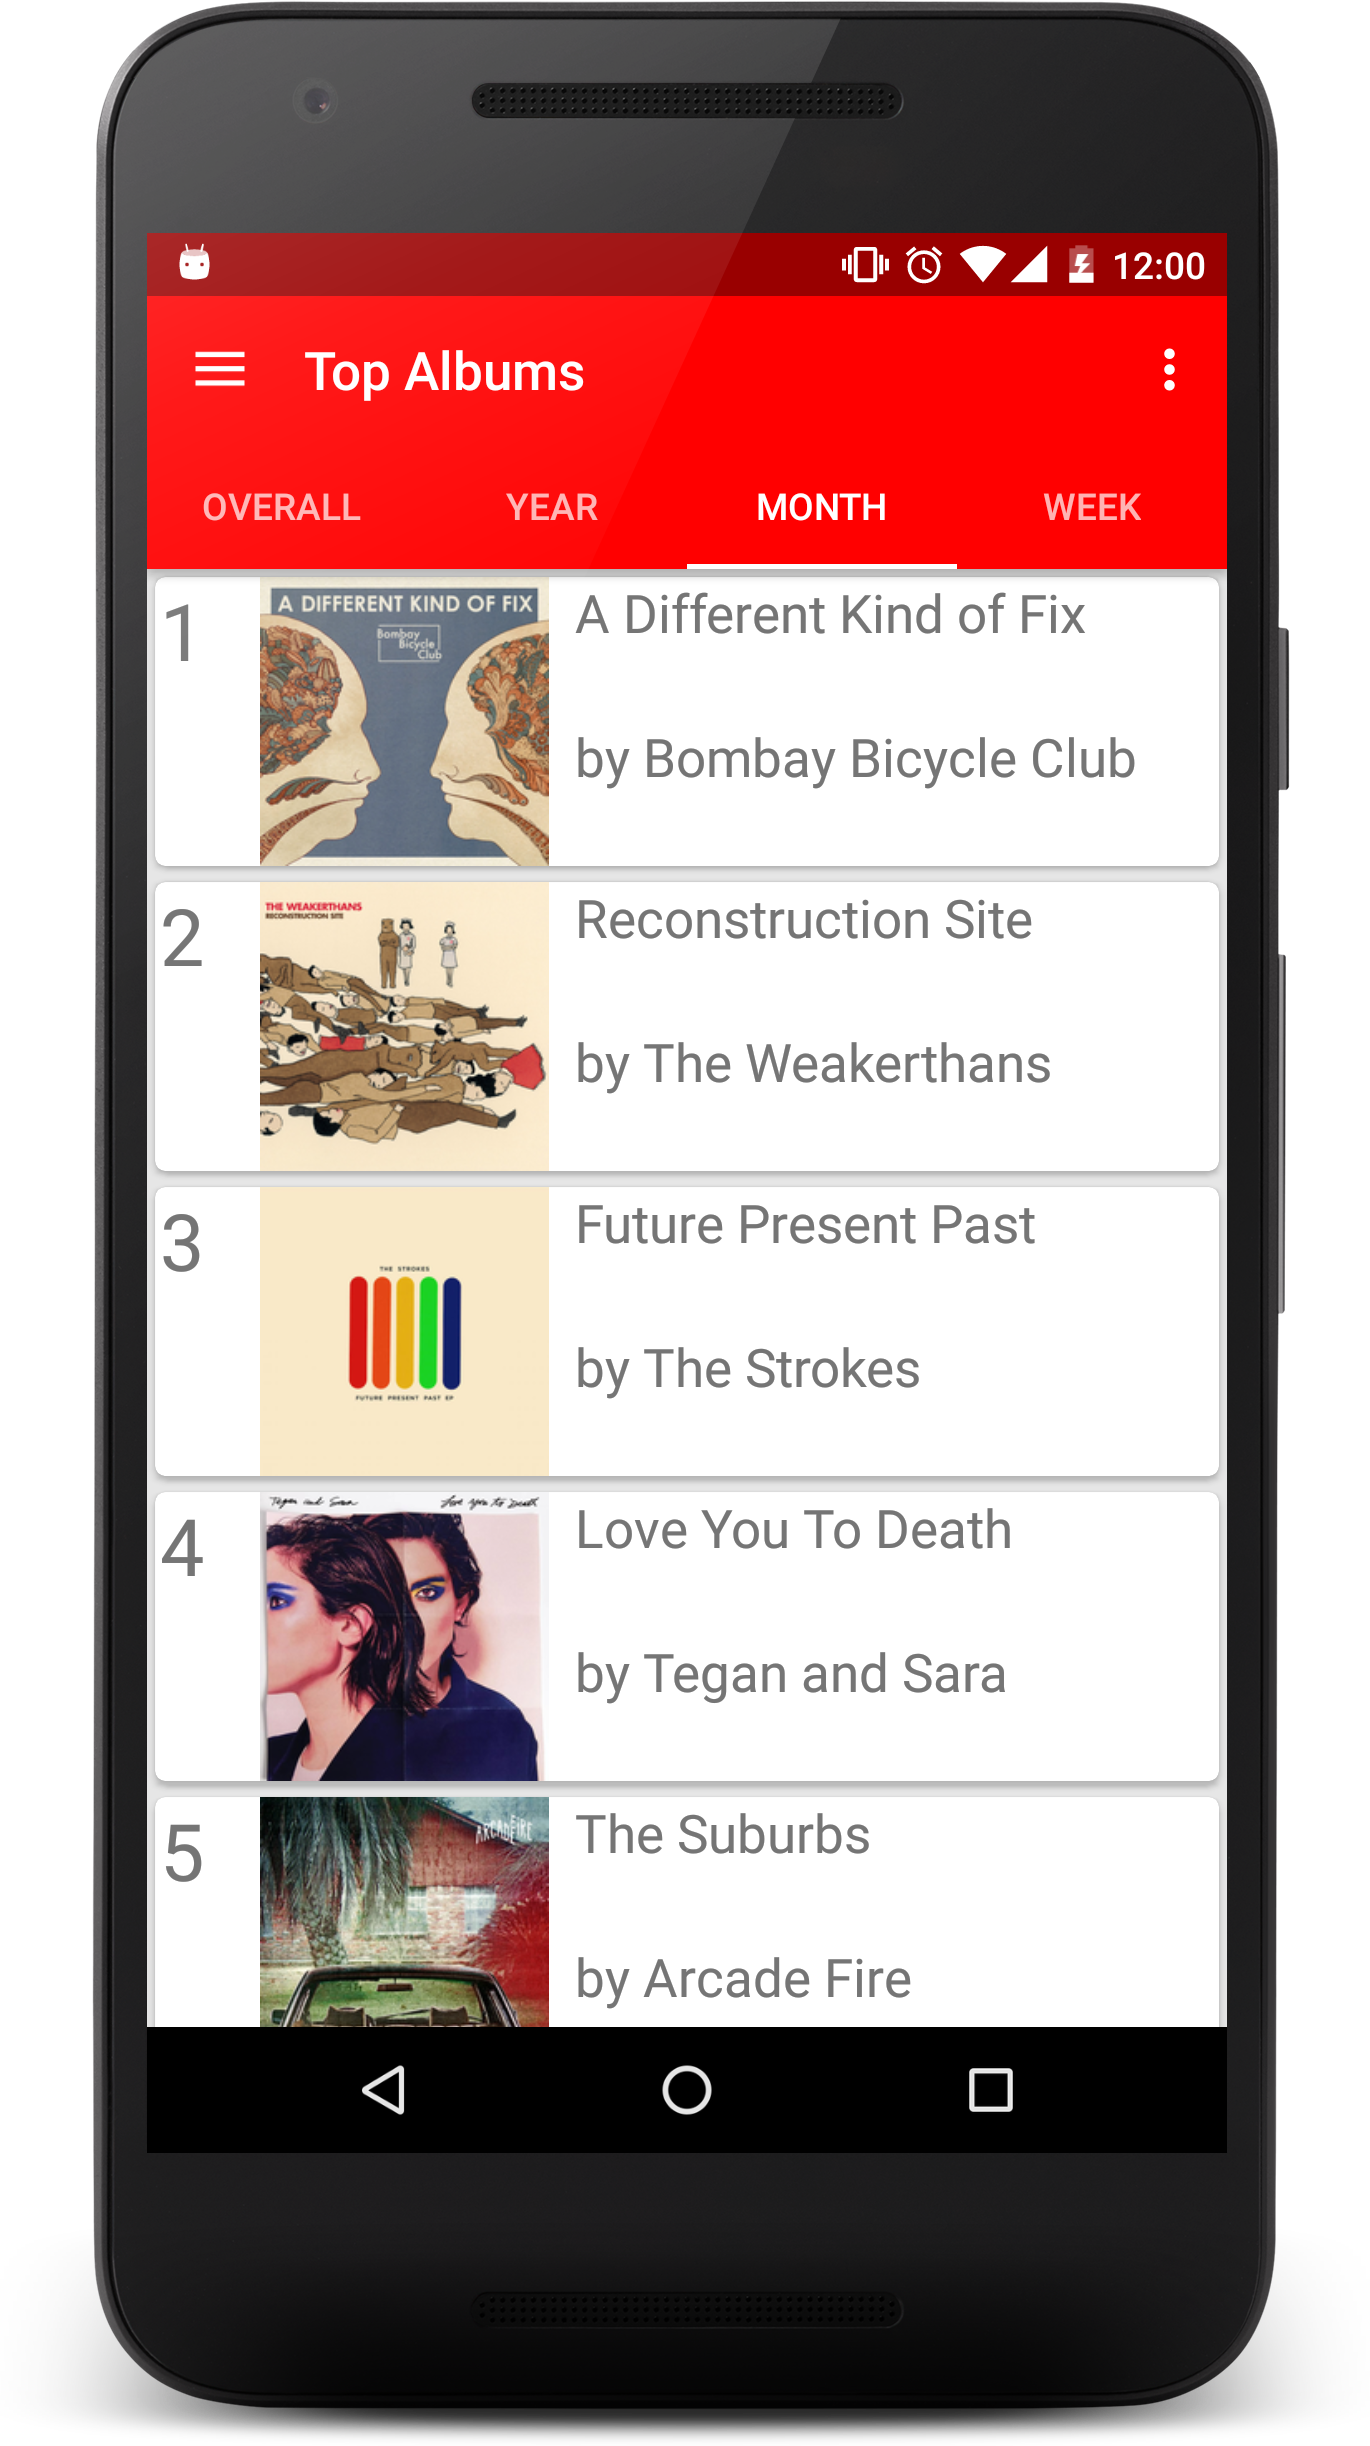 12:00
Top Albums
OVERALL YEAR MONTH WEEK
1
A DIFFERENT KIND OF FIX
Bombay
Bicycle
Club
A Different Kind of Fix
by Bombay Bicycle Club
2
THE WEAKERTHANS
RECONSTRUCTION SITE
Reconstruction Site
by The Weakerthans
3
THE STROKES
FUTURE PRESENT PAST EP
Future Present Past
by The Strokes
4
Tegan and Sara
Love You To Death
Love You To Death
by Tegan and Sara
5
ARCADE FIRE
The Suburbs
by Arcade Fire